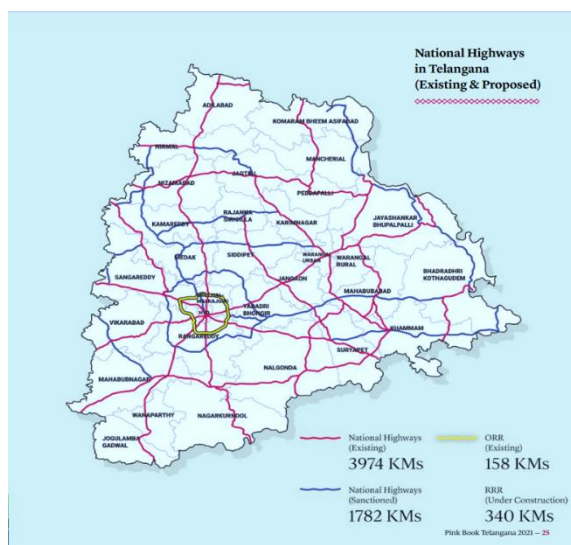 National Highways
in Telangana
(Existing & Proposed)
ADILABAD
KOMARAM BHEEM ASIFABAD
NIRMAL
MANCHERIAL
JAGTIAL
NIZAMABAD
PEDDAPALLI
RAJANNA
SIRCILLA
KAMAREDDY
KARIMNAGAR
JAYASHANKAR
BHUPALPALLI
MEDAK
SIDDIPET
WARANGAL
URBAN
WARANGAL
RURAL
SANGAREDDY
JANGAON
BHADRADHRI
KOTHAGUDEM
MAHABUBABAD
YADADRI
BHONGIR
HYD
VIKARABAD
RANGAREDDY
KHAMMAM
SURYAPET
NALGONDA
MAHABUBNAGAR
WANAPARTHY
NAGARKURNOOL
JOGULAMBA
GADWAL
National Highways
(Existing)
3974 KMs
ORR
(Existing)
158 KMs
National Highways
(Sanctioned)
1782 KMs
RRR
(Under Construction)
340 KMs
Pink Book Telangana 2021 — 25